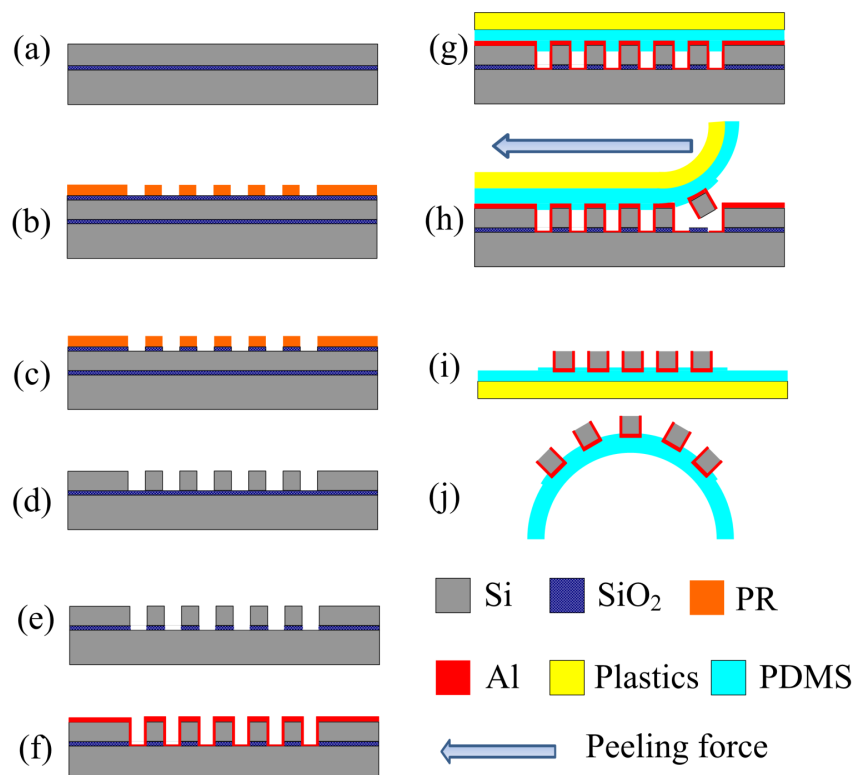 (a)
(b)
(c)
(d)
(e)
(f)
(g)
(h)
(i)
(j)
Si SiO₂ PR
Al Plastics PDMS
Peeling force